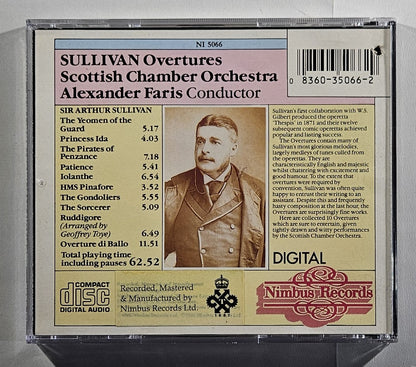 NI 5066
SULLIVAN Overtures
Scottish Chamber Orchestra
Alexander Faris Conductor
0 8360-35066-2
SIR ARTHUR SULLIVAN
The Yeomen of the
Guard 5.17
Princess Ida 4.03
The Pirates of
Penzance 7.18
Patience 5.41
Iolanthe 6.54
HMS Pinafore 3.52
The Gondoliers 5.55
The Sorcerer 5.09
Ruddigore
(Arranged by
Geoffrey Toye) 6.49
Overture di Ballo 11.51
Total playing time
including pauses 62.52
Sullivan's first collaboration with W.S.
Gilbert produced the operetta
'Thespis' in 1871 and their twelve
subsequent comic operettas achieved
popular and lasting success.
The Overtures contain many of
Sullivan's most glorious melodies,
largely medleys of tunes culled from
the operettas. They are
characteristically English and majestic
whilst chattering with excitement and
good humour. To the extent that
overtures were required by
convention, Sullivan was often quite
happy to entrust their writing to an
assistant. Despite this and frequently
hasty composition at the last hour, the
Overtures are surprisingly fine works.
Here are collected 10 Overtures
which are sure to entertain, given
tightly drawn and witty performances
by the Scottish Chamber Orchestra.
DIGITAL
COMPACT
disc
DIGITAL AUDIO
Recorded, Mastered
& Manufactured by
Nimbus Records Ltd.
Nimbus Records